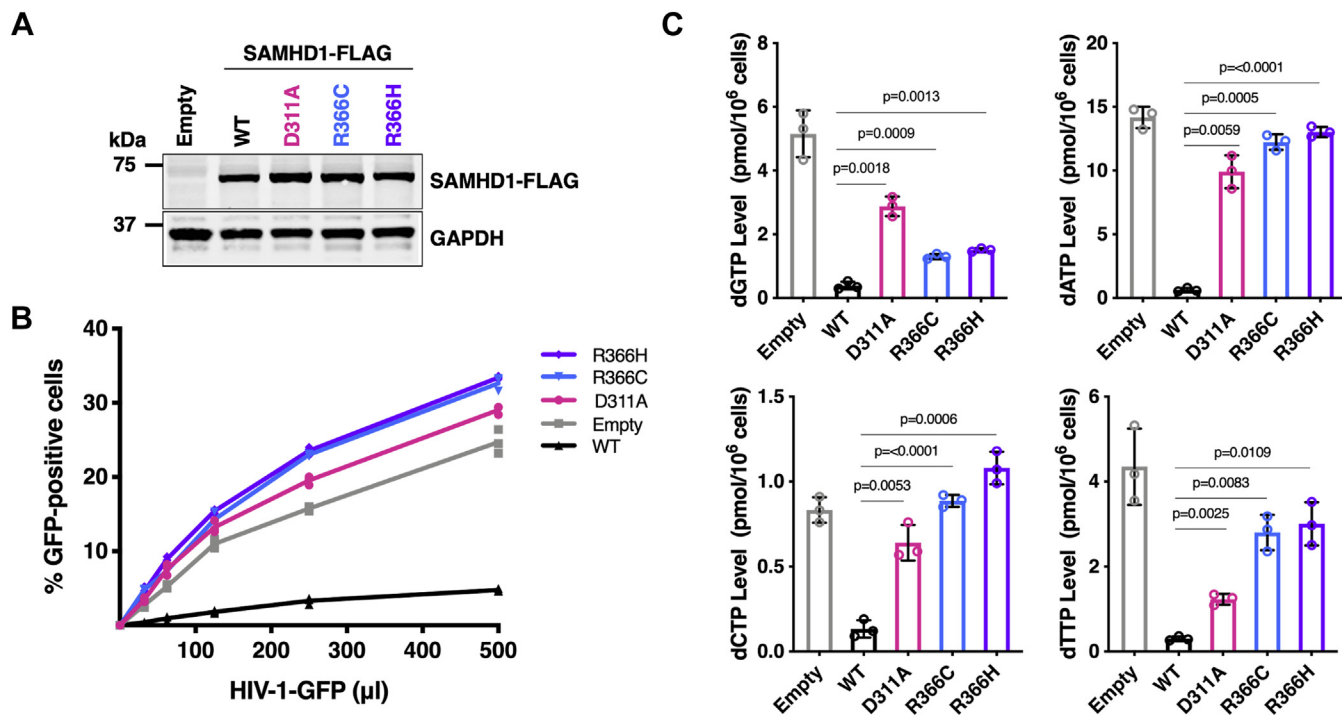 A
SAMHD1-FLAG
Empty
WT
D311A
R366C
R366H
kDa
75
SAMHD1-FLAG
37
GAPDH
B
% GFP-positive cells
40
30
20
10
100
200
300
400
500
HIV-1-GFP (µl)
R366H
R366C
D311A
Empty
WT
C
dGTP Level (pmol/10⁶ cells)
8
6
4
2
0
p=0.0013
p=0.0009
p=0.0018
Empty
WT
D311A
R366C
R366H
dATP Level (pmol/10⁶ cells)
20
15
10
5
0
p=<0.0001
p=0.0005
p=0.0059
Empty
WT
D311A
R366C
R366H
dCTP Level (pmol/10⁶ cells)
1.5
1.0
0.5
0.0
p=0.0006
p=<0.0001
p=0.0053
Empty
WT
D311A
R366C
R366H
dTTP Level (pmol/10⁶ cells)
6
4
2
0
p=0.0109
p=0.0083
p=0.0025
Empty
WT
D311A
R366C
R366H